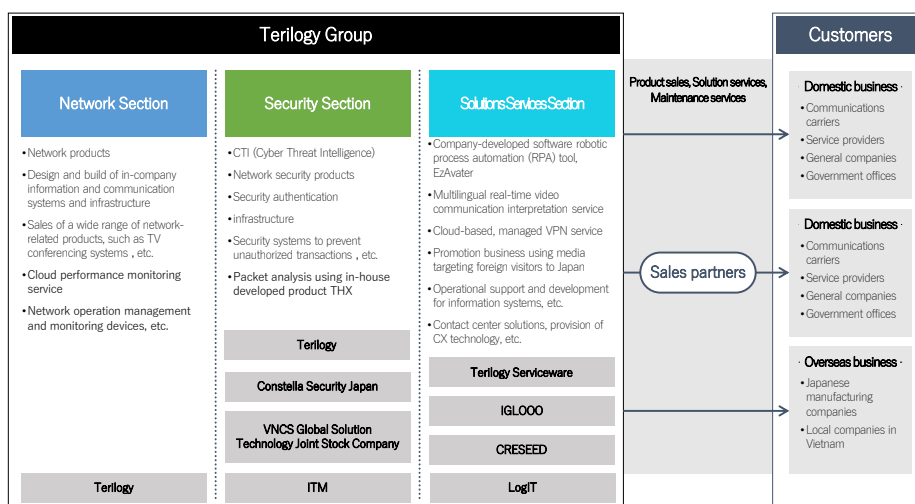 Terilogy Group
Network Section
• Network products
• Design and build of in-company
information and communication
systems and infrastructure
• Sales of a wide range of network-
related products, such as TV
conferencing systems , etc.
• Cloud performance monitoring
service
• Network operation management
and monitoring devices, etc.
Terilogy
Security Section
• CTI (Cyber Threat Intelligence)
• Network security products
• Security authentication
• infrastructure
• Security systems to prevent
unauthorized transactions , etc.
• Packet analysis using in-house
developed product THX
Terilogy
Constella Security Japan
VNCS Global Solution
Technology Joint Stock Company
ITM
Solutions Services Section
• Company-developed software robotic
process automation (RPA) tool,
EzAvater
• Multilingual real-time video
communication interpretation service
• Cloud-based, managed VPN service
• Promotion business using media
targeting foreign visitors to Japan
• Operational support and development
for information systems, etc.
• Contact center solutions, provision of
CX technology, etc.
Terilogy Serviceware
IGLOOO
CRESEED
LogIT
Product sales, Solution services,
Maintenance services
Sales partners
Customers
· Domestic business ·
• Communications
carriers
• Service providers
• General companies
• Government offices
· Domestic business ·
• Communications
carriers
• Service providers
• General companies
• Government offices
· Overseas business ·
• Japanese
manufacturing
companies
• Local companies in
Vietnam